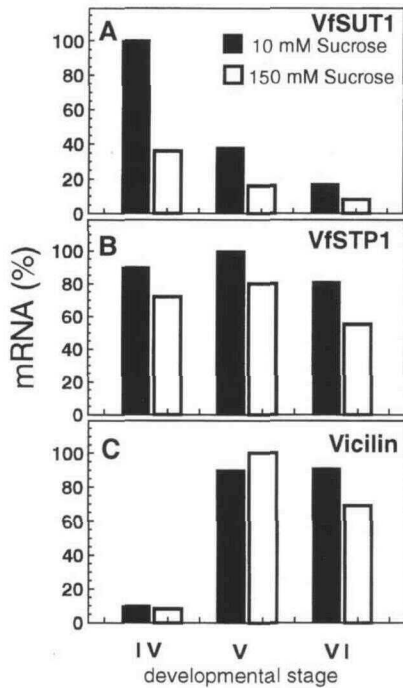 A
VfSUT1
10 mM Sucrose
150 mM Sucrose
100
80
60
40
20
0
B
VfSTP1
100
80
60
40
20
0
mRNA (%)
C
Vicilin
100
80
60
40
20
0
IV V VI
developmental stage